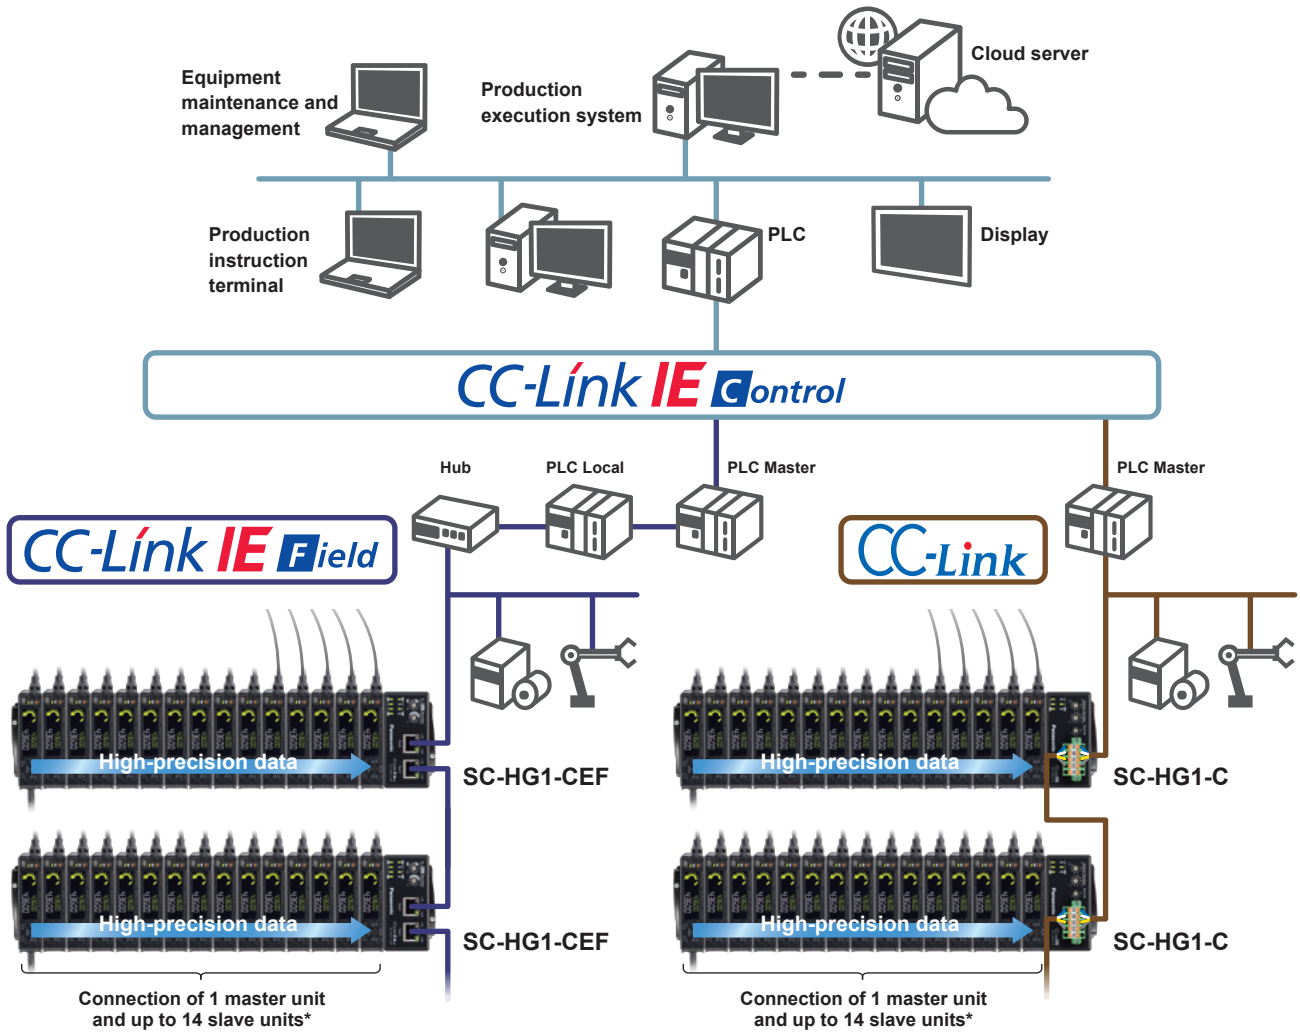 Equipment
maintenance and
management
Production
execution system
Cloud server
Production
instruction
terminal
PLC
Display
CC-Link IE Control
Hub
PLC Local
PLC Master
PLC Master
CC-Link IE Field
CC-Link
High-precision data
SC-HG1-CEF
High-precision data
SC-HG1-C
High-precision data
SC-HG1-CEF
High-precision data
SC-HG1-C
Connection of 1 master unit
and up to 14 slave units*
Connection of 1 master unit
and up to 14 slave units*